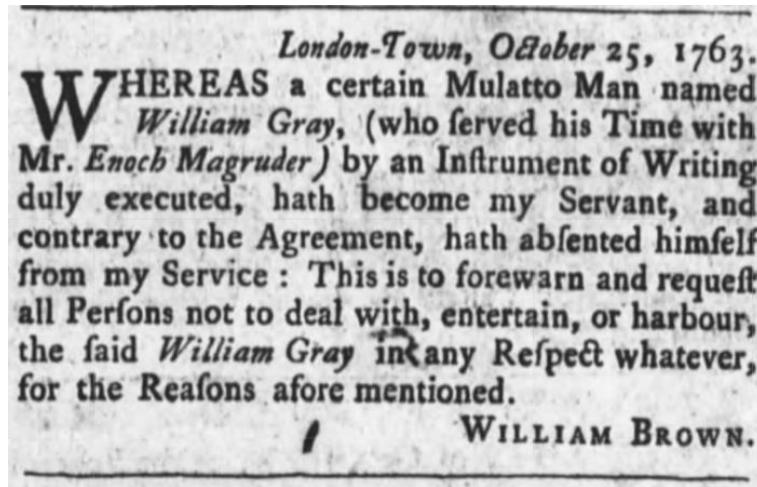 London-Town, October 25, 1763.
WHEREAS a certain Mulatto Man named
William Gray, (who ſerved his Time with
Mr. Enoch Magruder) by an Inſtrument of Writing
duly executed, hath become my Servant, and
contrary to the Agreement, hath abſented himſelf
from my Service : This is to forewarn and requeſt
all Perſons not to deal with, entertain, or harbour,
the ſaid William Gray in any Reſpect whatever,
for the Reaſons afore mentioned.
WILLIAM BROWN.